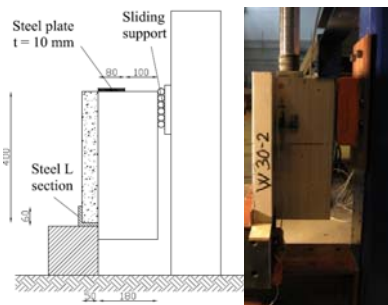 Sliding
support
Steel plate
t = 10 mm
80
100
400
Steel L
section
60
50
180
W 30-2